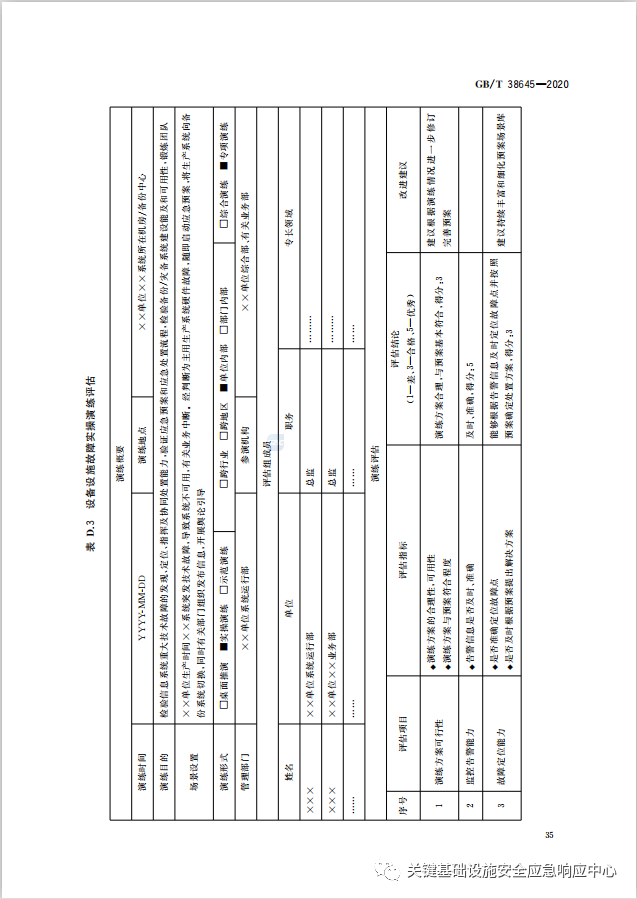 GB/T 38645—2020
表 D.3 设备设施故障实操演练评估
演练概要
演练时间 YYYY-MM-DD 演练地点 ××单位××系统所在机房/备份中心
演练目的 检验信息系统重大技术故障的发现、定位、指挥及协同处置能力,验证应急预案和应急处置流程,检验备份/灾备系统建设能及和可用性,锻炼团队
场景设置 ××单位生产时间××系统突发技术故障,导致系统不可用,有关业务中断。经判断为主用生产系统硬件故障,随即启动应急预案,将生产系统向备
份系统切换,同时有关部门组织发布信息,开展舆论引导
演练形式 □桌面推演 ■实操演练 □示范演练 □跨行业 □跨地区 ■单位内部 □部门内部 □综合演练 ■专项演练
管理部门 ××单位系统运行部 参演机构 ××单位综合部、有关业务部
评估组成员
姓名 单位 职务 专长领域
××× ××单位系统运行部 总监 ………
××× ××单位××业务部 总监 ………
…… …… …… ……
演练评估
序号 评估项目 评估指标 评估结论 改进建议
(1—差、3—合格、5—优秀)
1 演练方案可行性 ◆演练方案的合理性、可用性 演练方案合理,与预案基本符合,得分:3 建议根据演练情况进一步修订
◆演练方案与预案符合程度 完善预案
2 监控告警能力 ◆告警信息是否及时、准确 及时、准确,得分:5
3 故障定位能力 ◆是否准确定位故障点 能够根据告警信息及时定位故障点并按照 建议持续丰富和细化预案场景库
◆是否及时根据预案提出解决方案 预案确定处置方案,得分:3
35
关键基础设施安全应急响应中心